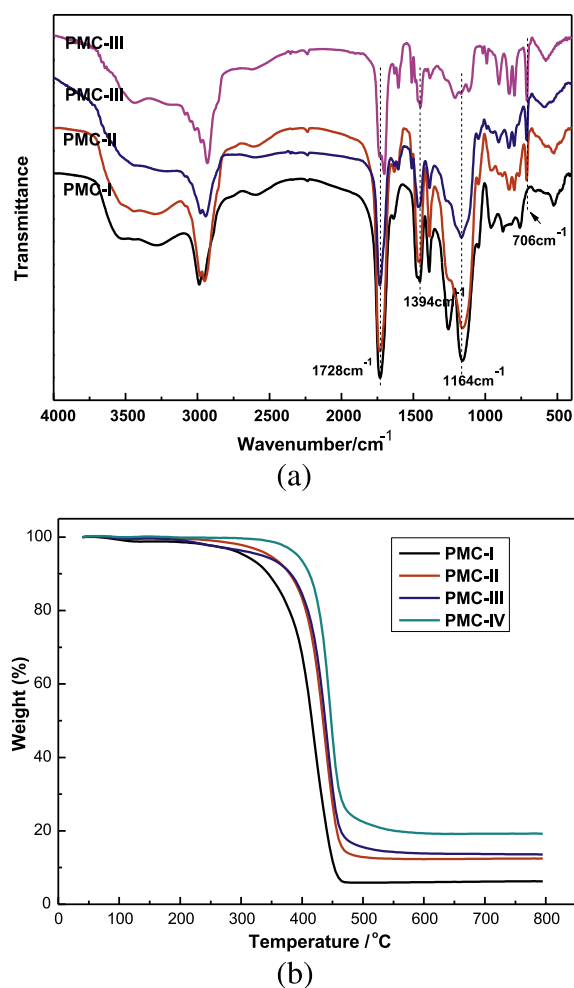 PMC-III
PMC-III
PMC-II
PMC-I
Transmittance
706cm-1
1394cm-1
1728cm-1
1164cm-1
4000 3500 3000 2500 2000 1500 1000 500
Wavenumber/cm-1
(a)
100
80
60
40
20
0
Weight (%)
PMC-I
PMC-II
PMC-III
PMC-IV
0 100 200 300 400 500 600 700 800
Temperature /°C
(b)